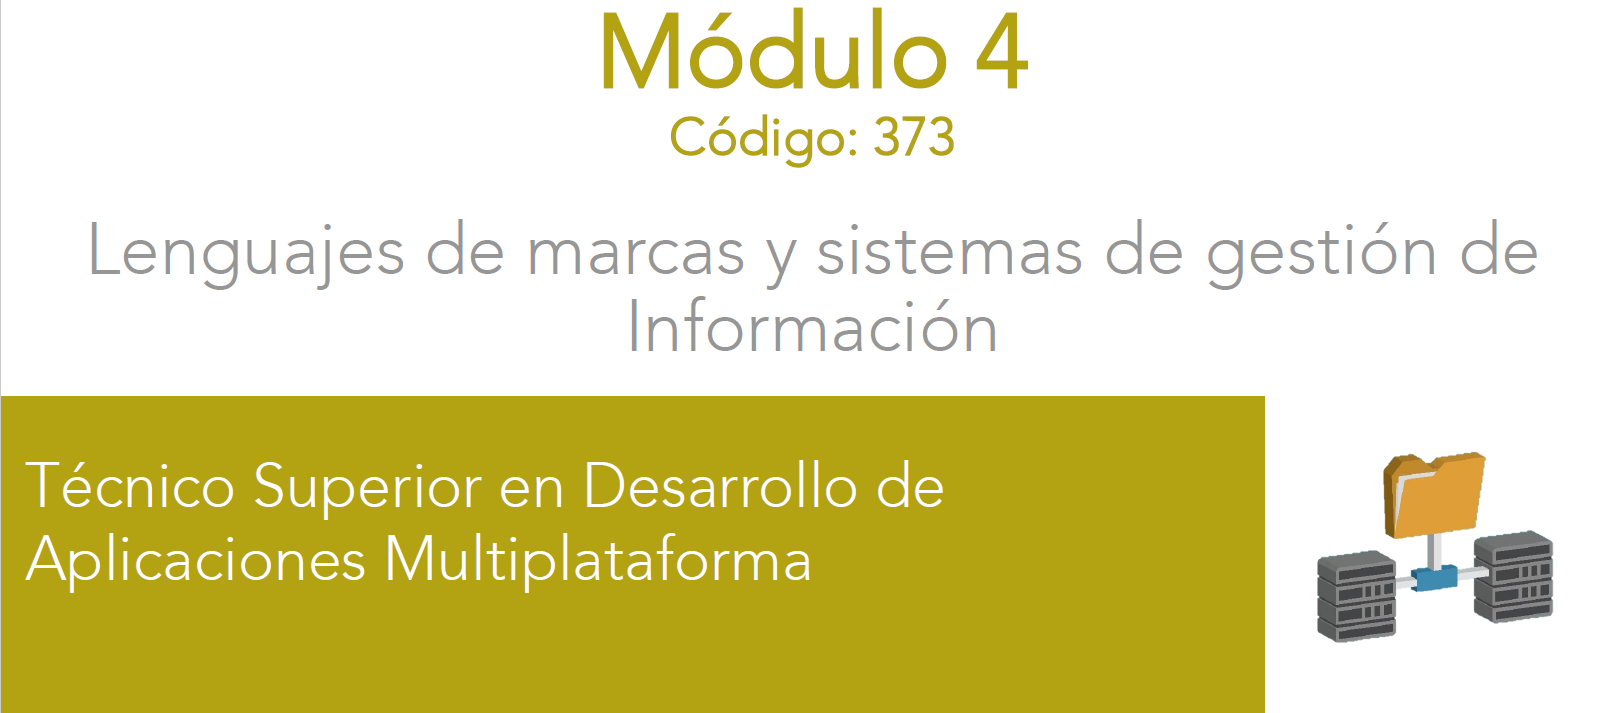 Módulo 4
Código: 373
Lenguajes de marcas y sistemas de gestión de
Información
Técnico Superior en Desarrollo de
Aplicaciones Multiplataforma